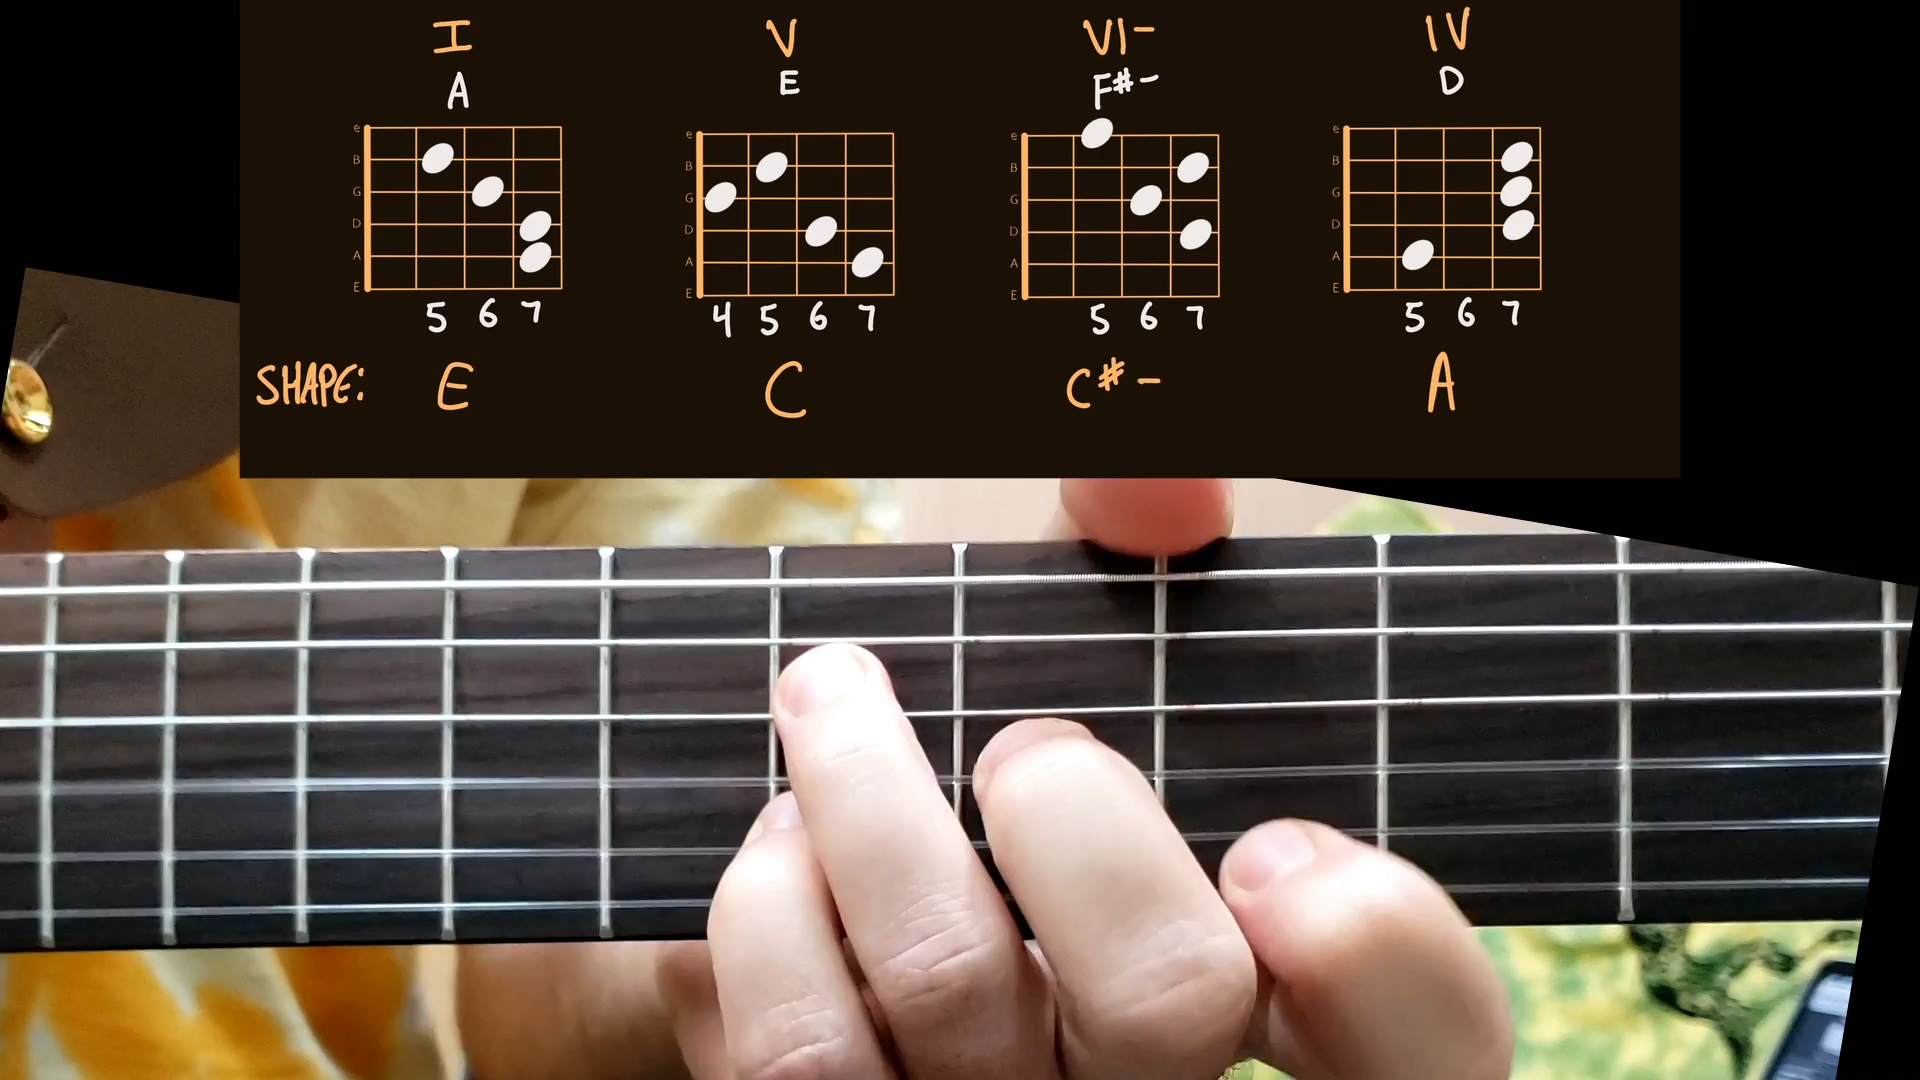 I V VI- IV
A E F#- D
e e e e
B B B B
G G G G
D D D D
A A A A
E E E E
5 6 7 4 5 6 7 5 6 7 5 6 7
SHAPE: E C C#- A